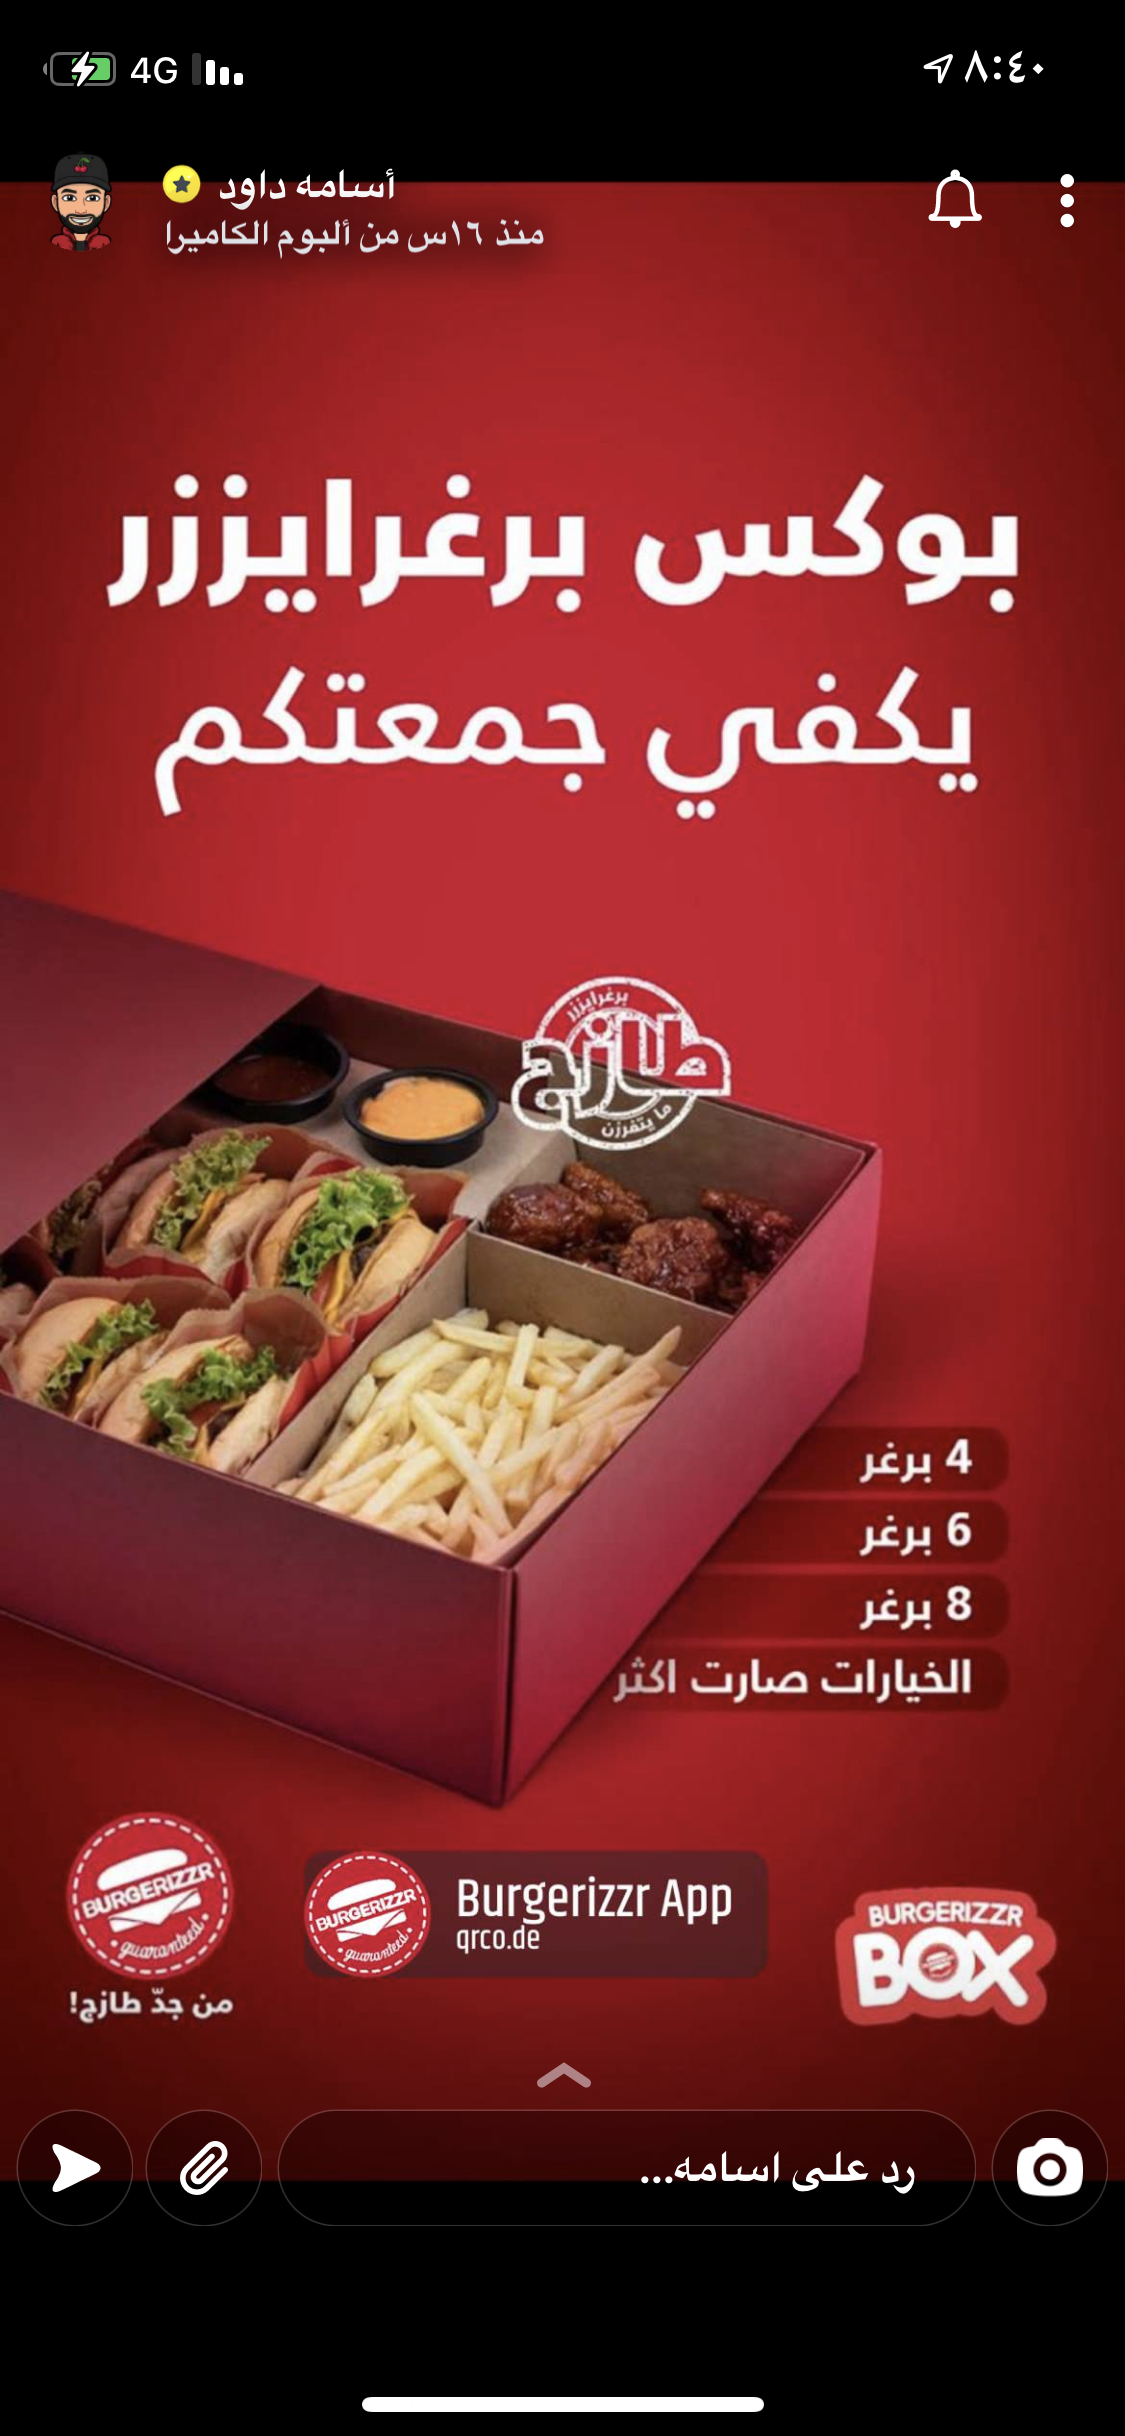 4G
٨:٤٠
أسامه داود
منذ ١٦س من ألبوم الكاميرا
بوكس برغرايززر
يكفي جمعتكم
برغرايززر
طازج
ما يتفرزن
4 برغر
6 برغر
8 برغر
الخيارات صارت اكثر
BURGERIZZR
guaranteed
من جدّ طازج!
BURGERIZZR
guaranteed
Burgerizzr App
qrco.de
BURGERIZZR
BOX
رد على اسامه...